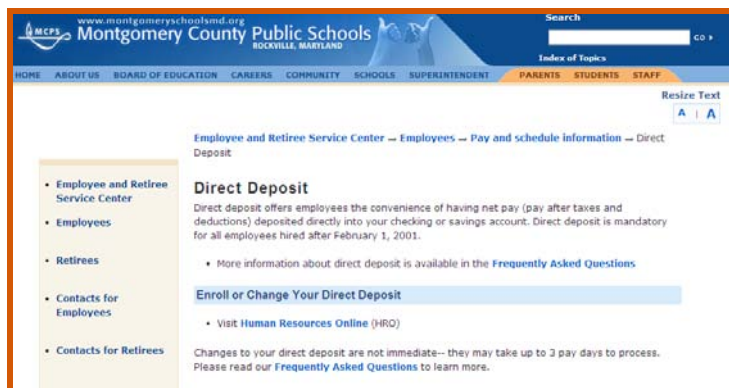 www.montgomeryschoolsmd.org
MCPS Montgomery County Public Schools
ROCKVILLE, MARYLAND
Search
GO
Index of Topics
HOME ABOUT US BOARD OF EDUCATION CAREERS COMMUNITY SCHOOLS SUPERINTENDENT PARENTS STUDENTS STAFF
Resize Text
A | A
Employee and Retiree Service Center → Employees → Pay and schedule information → Direct
Deposit
• Employee and Retiree
Service Center
• Employees
• Retirees
• Contacts for
Employees
• Contacts for Retirees
Direct Deposit
Direct deposit offers employees the convenience of having net pay (pay after taxes and
deductions) deposited directly into your checking or savings account. Direct deposit is mandatory
for all employees hired after February 1, 2001.
• More information about direct deposit is available in the Frequently Asked Questions
Enroll or Change Your Direct Deposit
• Visit Human Resources Online (HRO)
Changes to your direct deposit are not immediate-- they may take up to 3 pay days to process.
Please read our Frequently Asked Questions to learn more.